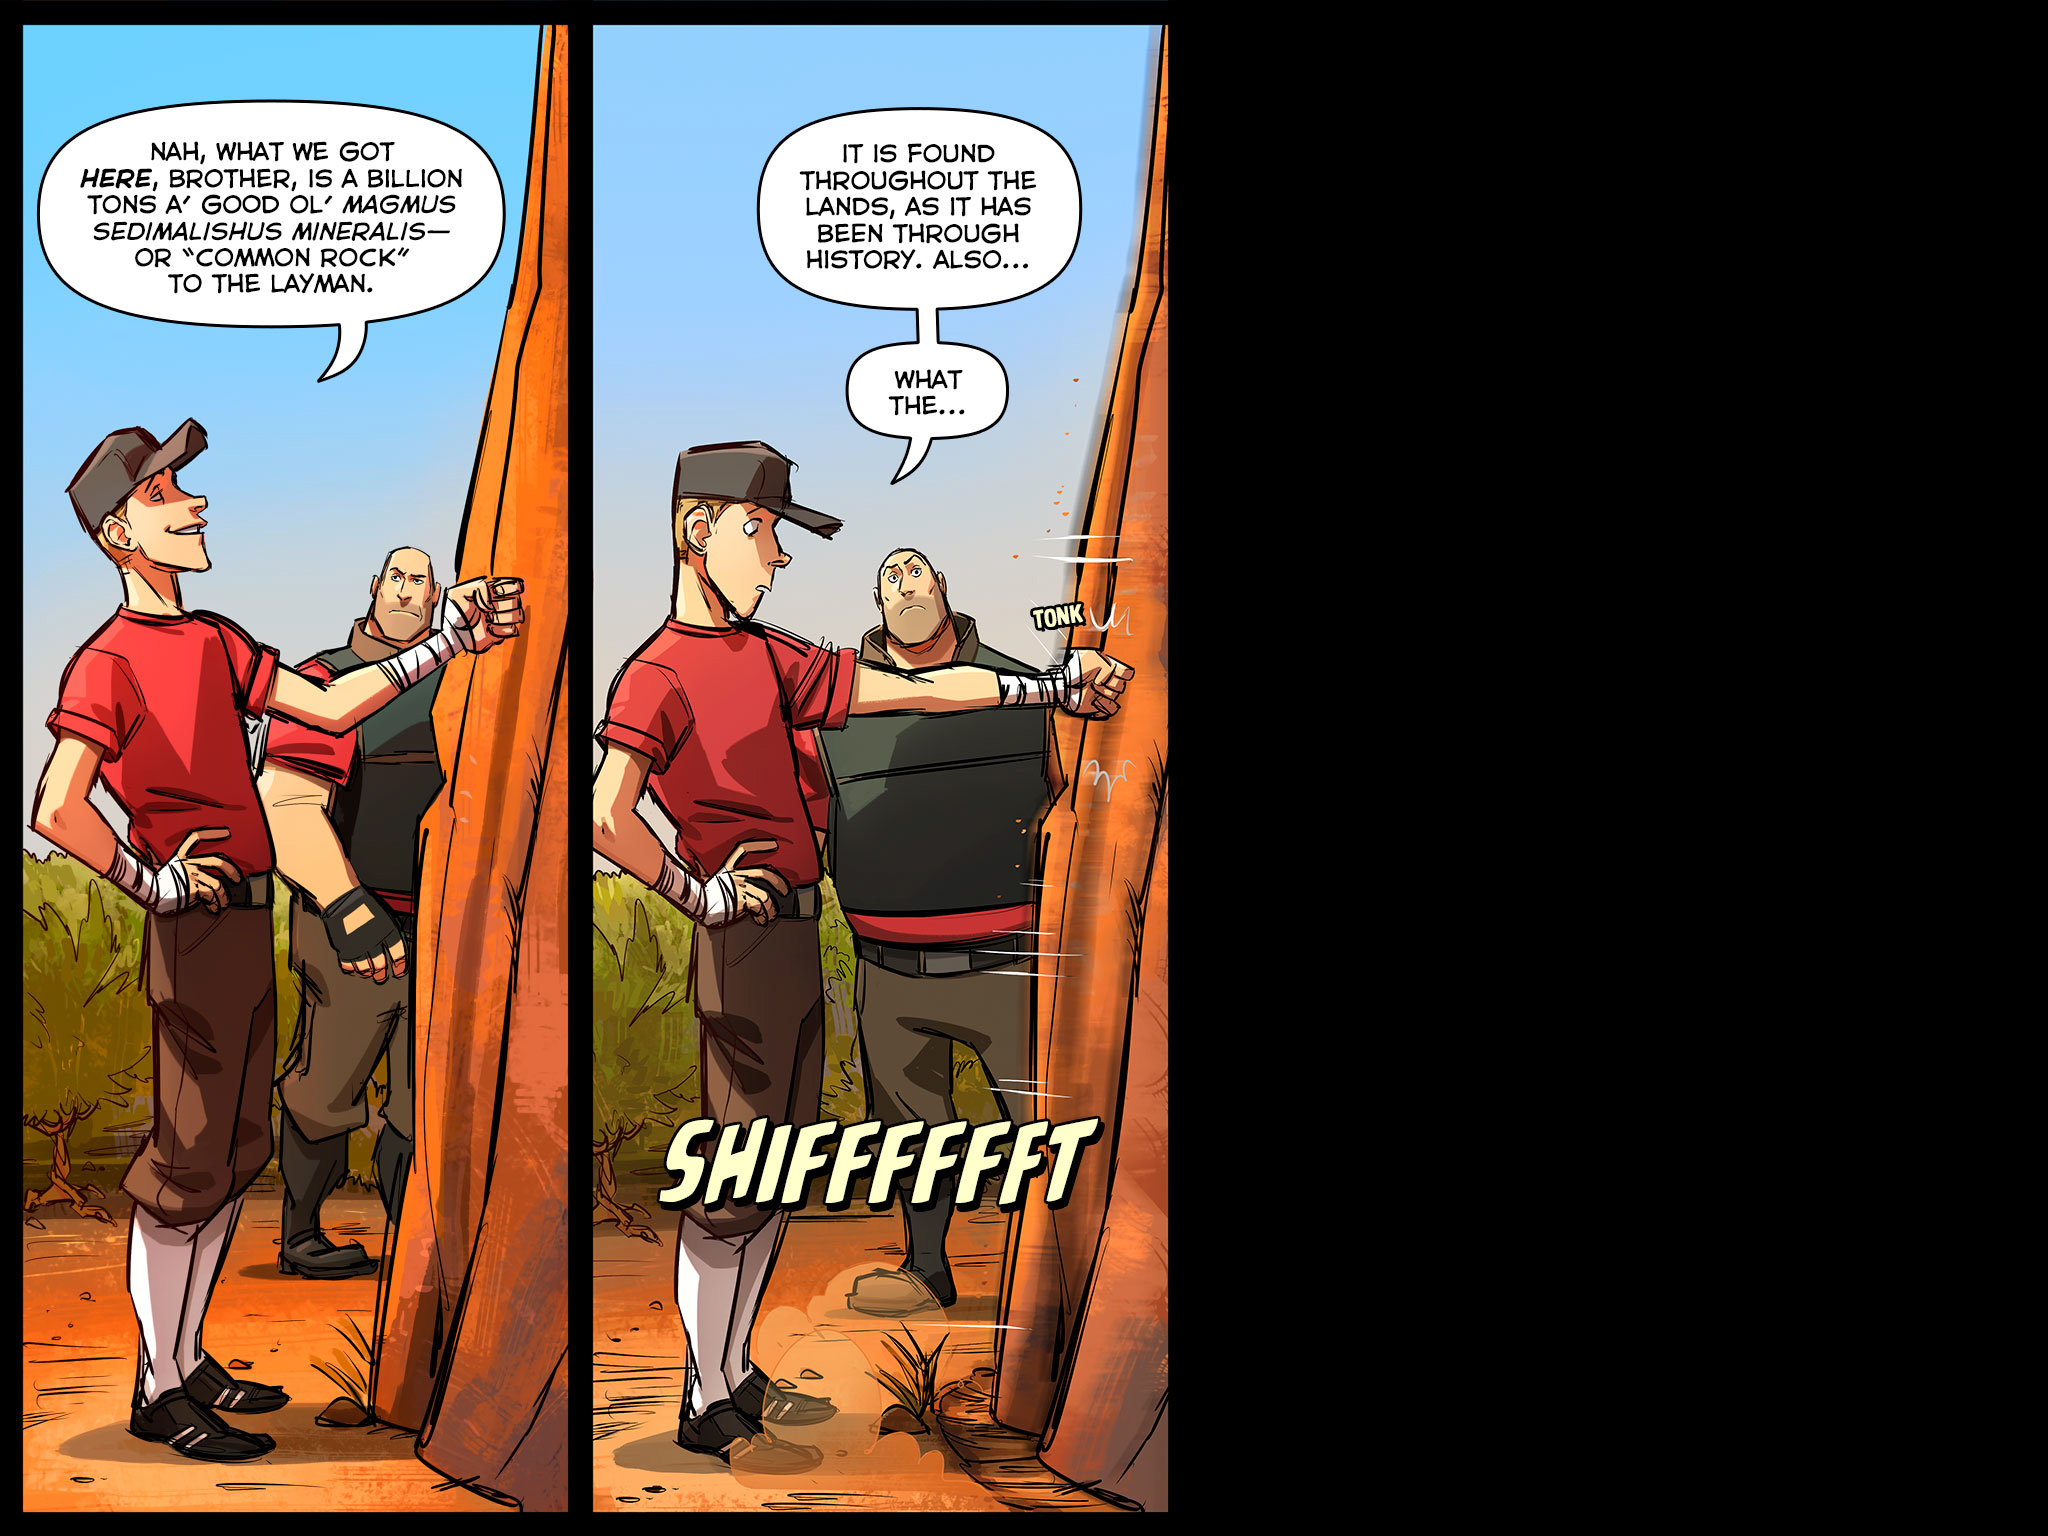 NAH, WHAT WE GOT
HERE, BROTHER, IS A BILLION
TONS A' GOOD OL' MAGMUS
SEDIMALISHUS MINERALIS—
OR "COMMON ROCK"
TO THE LAYMAN.
IT IS FOUND
THROUGHOUT THE
LANDS, AS IT HAS
BEEN THROUGH
HISTORY. ALSO...
WHAT
THE...
TONK
SHIFFFFFFT